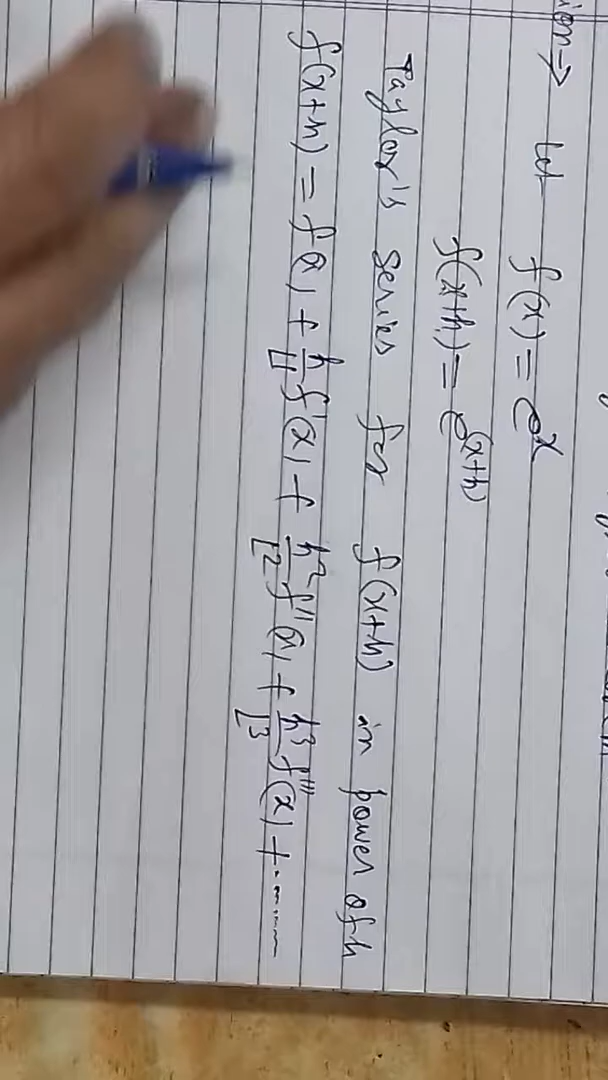 ion → Let f(x) = e^x
f(x+h) = e^(x+h)
Taylor's series for f(x+h) in power of h
f(x+h) = f(x) + h/⌊1 f'(x) + h²/⌊2 f''(x) + h³/⌊3 f'''(x) + ......